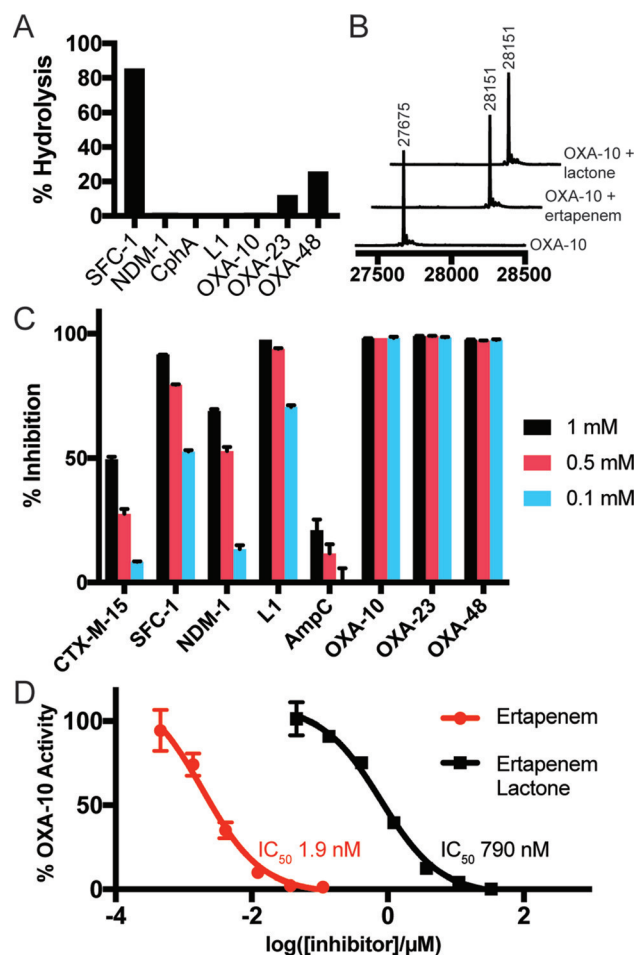 A
% Hydrolysis
100
80
60
40
20
0
SFC-1
NDM-1
CphA
L1
OXA-10
OXA-23
OXA-48
B
27675
28151
28151
OXA-10 +
lactone
OXA-10 +
ertapenem
OXA-10
27500 28000 28500
C
% Inhibition
100
50
0
CTX-M-15
SFC-1
NDM-1
L1
AmpC
OXA-10
OXA-23
OXA-48
1 mM
0.5 mM
0.1 mM
D
% OXA-10 Activity
100
50
0
Ertapenem
Ertapenem
Lactone
IC50 1.9 nM
IC50 790 nM
-4 -2 0 2
log([inhibitor]/µM)